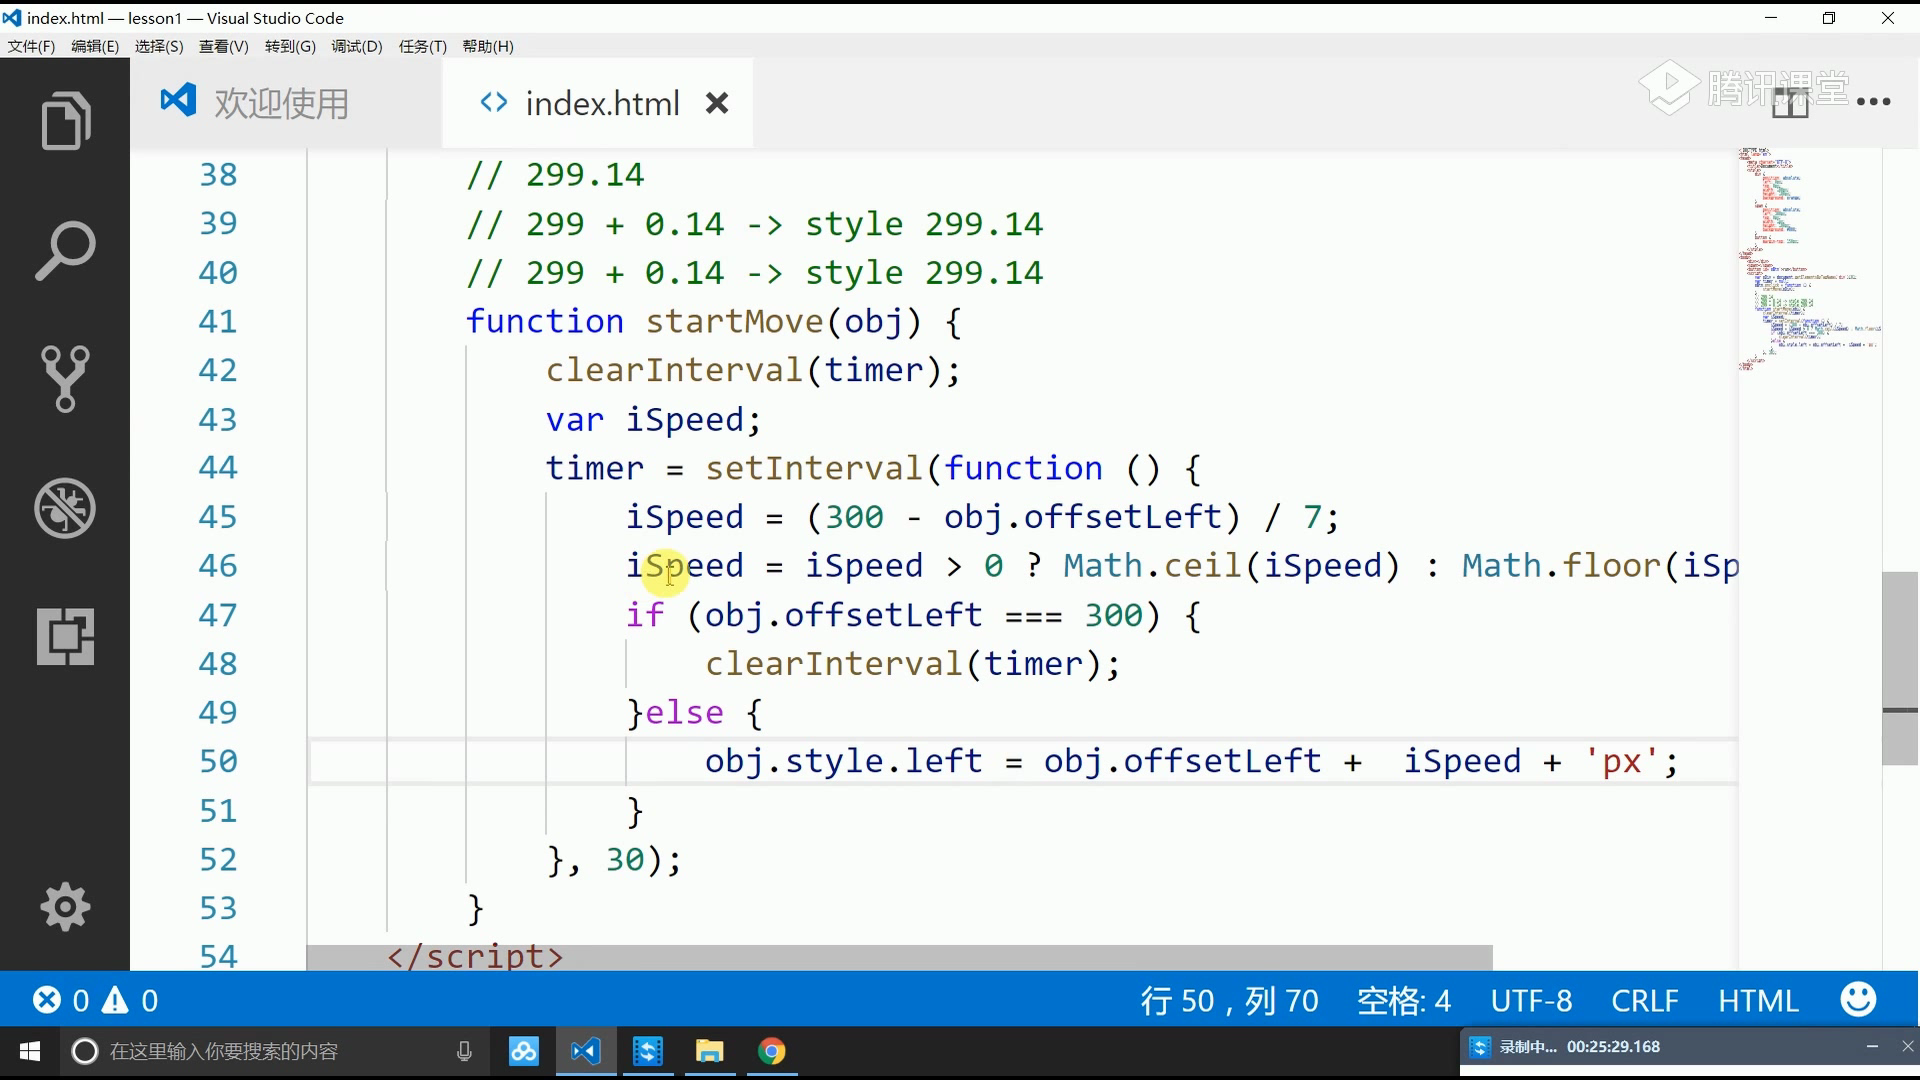 index.html — lesson1 — Visual Studio Code
文件(F) 编辑(E) 选择(S) 查看(V) 转到(G) 调试(D) 任务(T) 帮助(H)
欢迎使用 index.html
腾讯课堂
38 // 299.14
39 // 299 + 0.14 -> style 299.14
40 // 299 + 0.14 -> style 299.14
41 function startMove(obj) {
42 clearInterval(timer);
43 var iSpeed;
44 timer = setInterval(function () {
45 iSpeed = (300 - obj.offsetLeft) / 7;
46 iSpeed = iSpeed > 0 ? Math.ceil(iSpeed) : Math.floor(iSp
47 if (obj.offsetLeft === 300) {
48 clearInterval(timer);
49 }else {
50 obj.style.left = obj.offsetLeft +  iSpeed + 'px';
51 }
52 }, 30);
53 }
54 </script>
0 0 行 50，列 70 空格: 4 UTF-8 CRLF HTML
在这里输入你要搜索的内容
录制中... 00:25:29.168